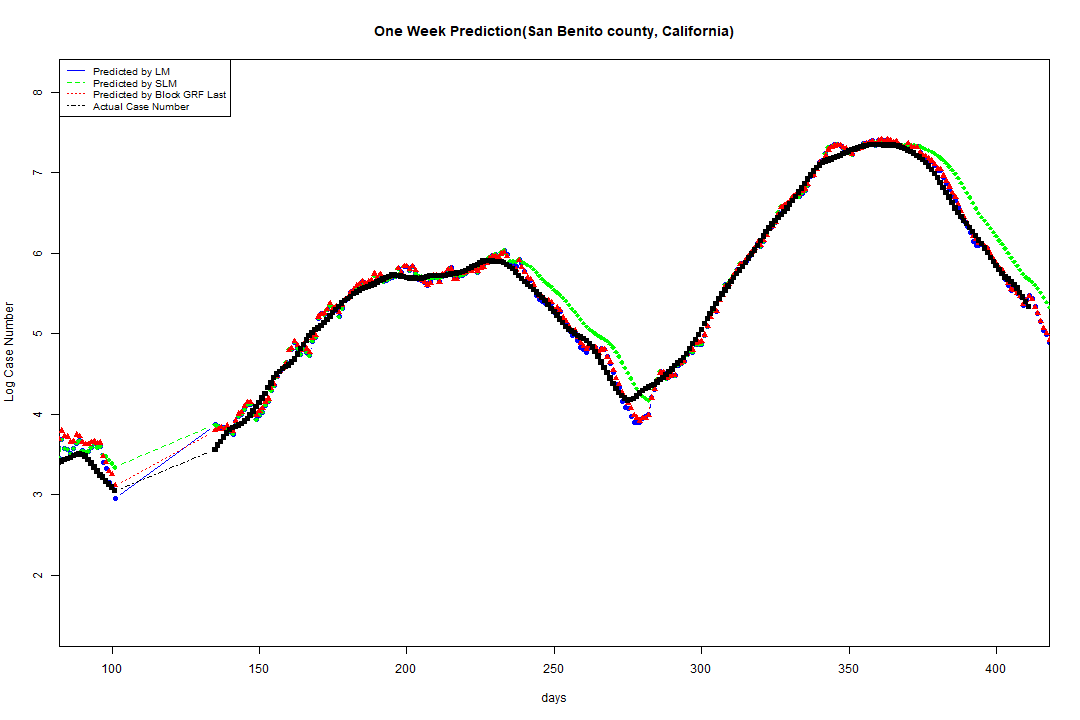 One Week Prediction(San Benito county, California)
Predicted by LM
Predicted by SLM
Predicted by Block GRF Last
Actual Case Number
Log Case Number
8
7
6
5
4
3
2
100 150 200 250 300 350 400
days